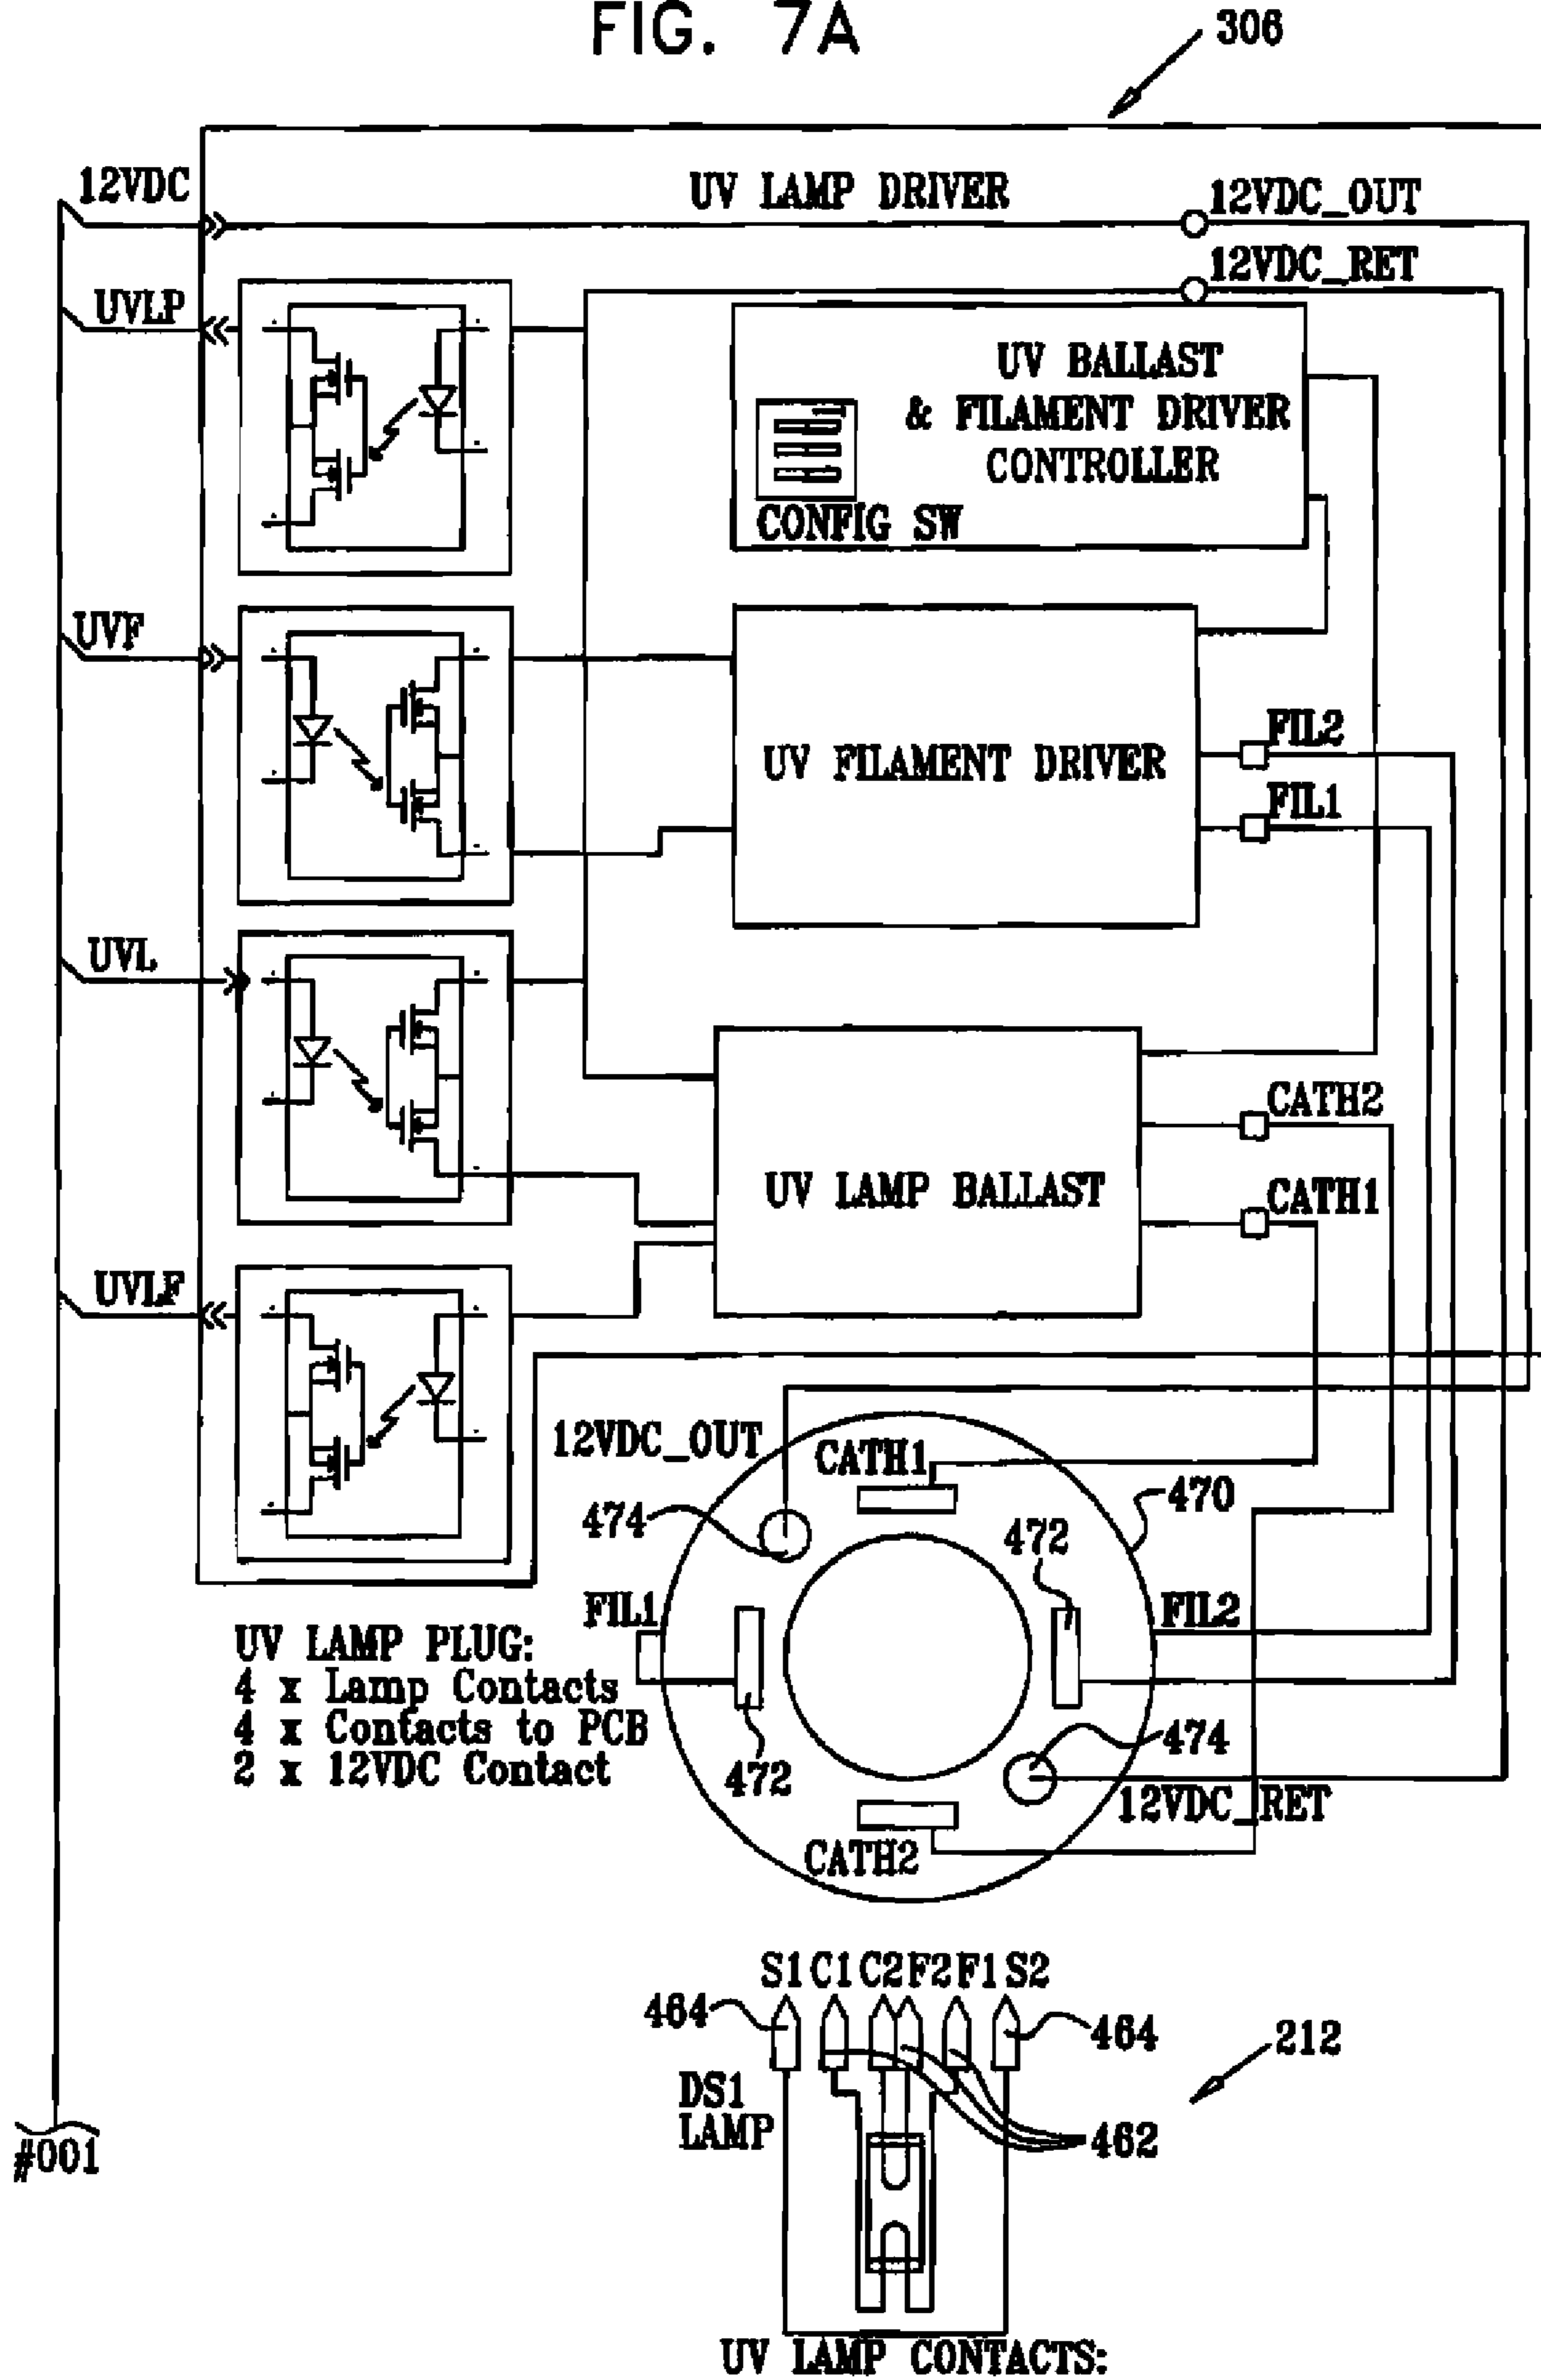 FIG. 7A
306
12VDC
UV LAMP DRIVER
12VDC_OUT
12VDC_RET
UVLP
UV BALLAST
& FILAMENT DRIVER
CONTROLLER
CONFIG SW
UVF
UV FILAMENT DRIVER
FIL2
FIL1
UVL
CATH2
UV LAMP BALLAST
CATH1
UVLF
12VDC_OUT
CATH1
470
474
472
FIL1
FIL2
UV LAMP PLUG:
4 x Lamp Contacts
4 x Contacts to PCB
2 x 12VDC Contact
472
474
12VDC_RET
CATH2
S1 C1 C2 F2 F1 S2
464
464
212
DS1
LAMP
462
#001
UV LAMP CONTACTS: